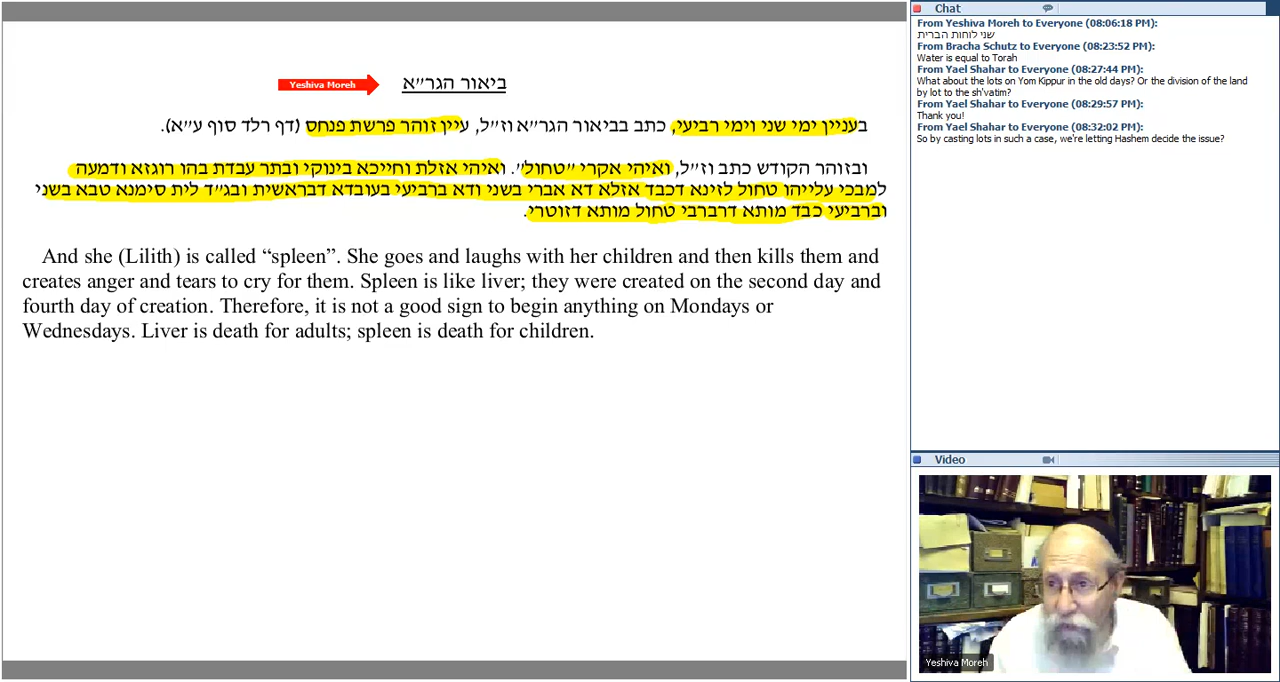 ביאור הגר״א
Yeshiva Moreh
בעניין ימי שני וימי רביעי, כתב בביאור הגר״א וז״ל, עיין זוהר פרשת פנחס (דף רלד סוף ע״א).
ובזוהר הקודש כתב וז״ל, ואיהי אקרי ״טחול״. ואיהי אזלת וחייכא בינוקי ובתר עבדת בהו רוגזא ודמעה
למבכי עלייהו טחול לזינא דכבד אזלא דא אברי בשני ודא ברביעי בעובדא דבראשית ובג״ד לית סימנא טבא בשני
וברביעי כבד מותא דרברבי טחול מותא דזוטרי.
And she (Lilith) is called “spleen”. She goes and laughs with her children and then kills them and
creates anger and tears to cry for them. Spleen is like liver; they were created on the second day and
fourth day of creation. Therefore, it is not a good sign to begin anything on Mondays or
Wednesdays. Liver is death for adults; spleen is death for children.
Chat
From Yeshiva Moreh to Everyone (08:06:18 PM):
שני לוחות הברית
From Bracha Schutz to Everyone (08:23:52 PM):
Water is equal to Torah
From Yael Shahar to Everyone (08:27:44 PM):
What about the lots on Yom Kippur in the old days? Or the division of the land
by lot to the sh'vatim?
From Yael Shahar to Everyone (08:29:57 PM):
Thank you!
From Yael Shahar to Everyone (08:32:02 PM):
So by casting lots in such a case, we're letting Hashem decide the issue?
Video
Yeshiva Moreh